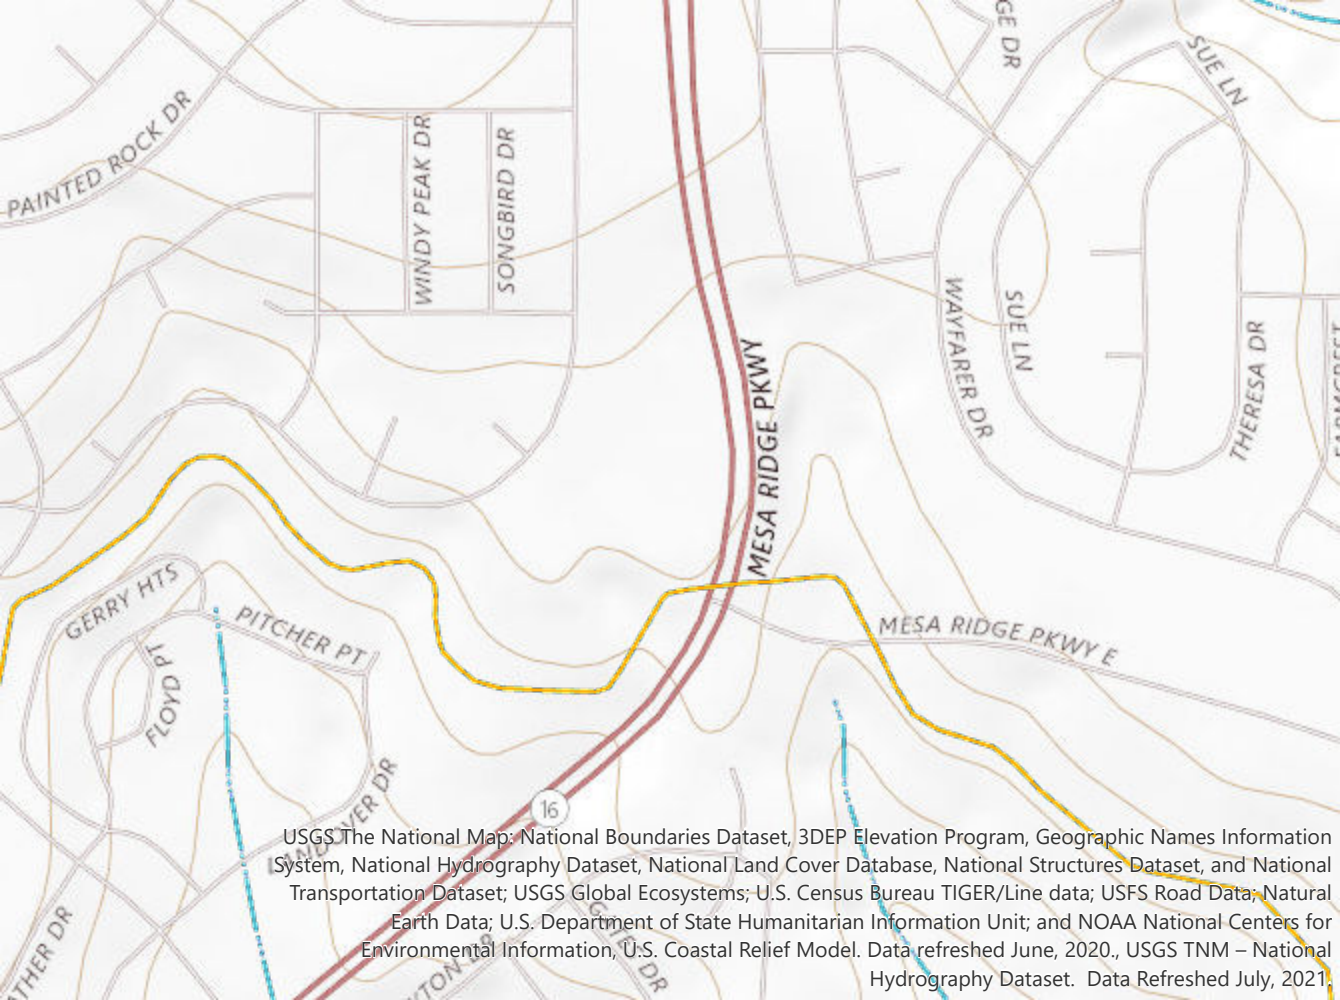 GE DR
SUE LN
PAINTED ROCK DR
WINDY PEAK DR
SONGBIRD DR
WAYFARER DR
SUE LN
THERESA DR
MESA RIDGE PKWY
GERRY HTS
PITCHER PT
MESA RIDGE PKWY E
FLOYD PT
16
USGS The National Map: National Boundaries Dataset, 3DEP Elevation Program, Geographic Names Information
System, National Hydrography Dataset, National Land Cover Database, National Structures Dataset, and National
Transportation Dataset; USGS Global Ecosystems; U.S. Census Bureau TIGER/Line data; USFS Road Data; Natural
Earth Data; U.S. Department of State Humanitarian Information Unit; and NOAA National Centers for
Environmental Information, U.S. Coastal Relief Model. Data refreshed June, 2020., USGS TNM – National
Hydrography Dataset. Data Refreshed July, 2021.
ATHER DR
DR